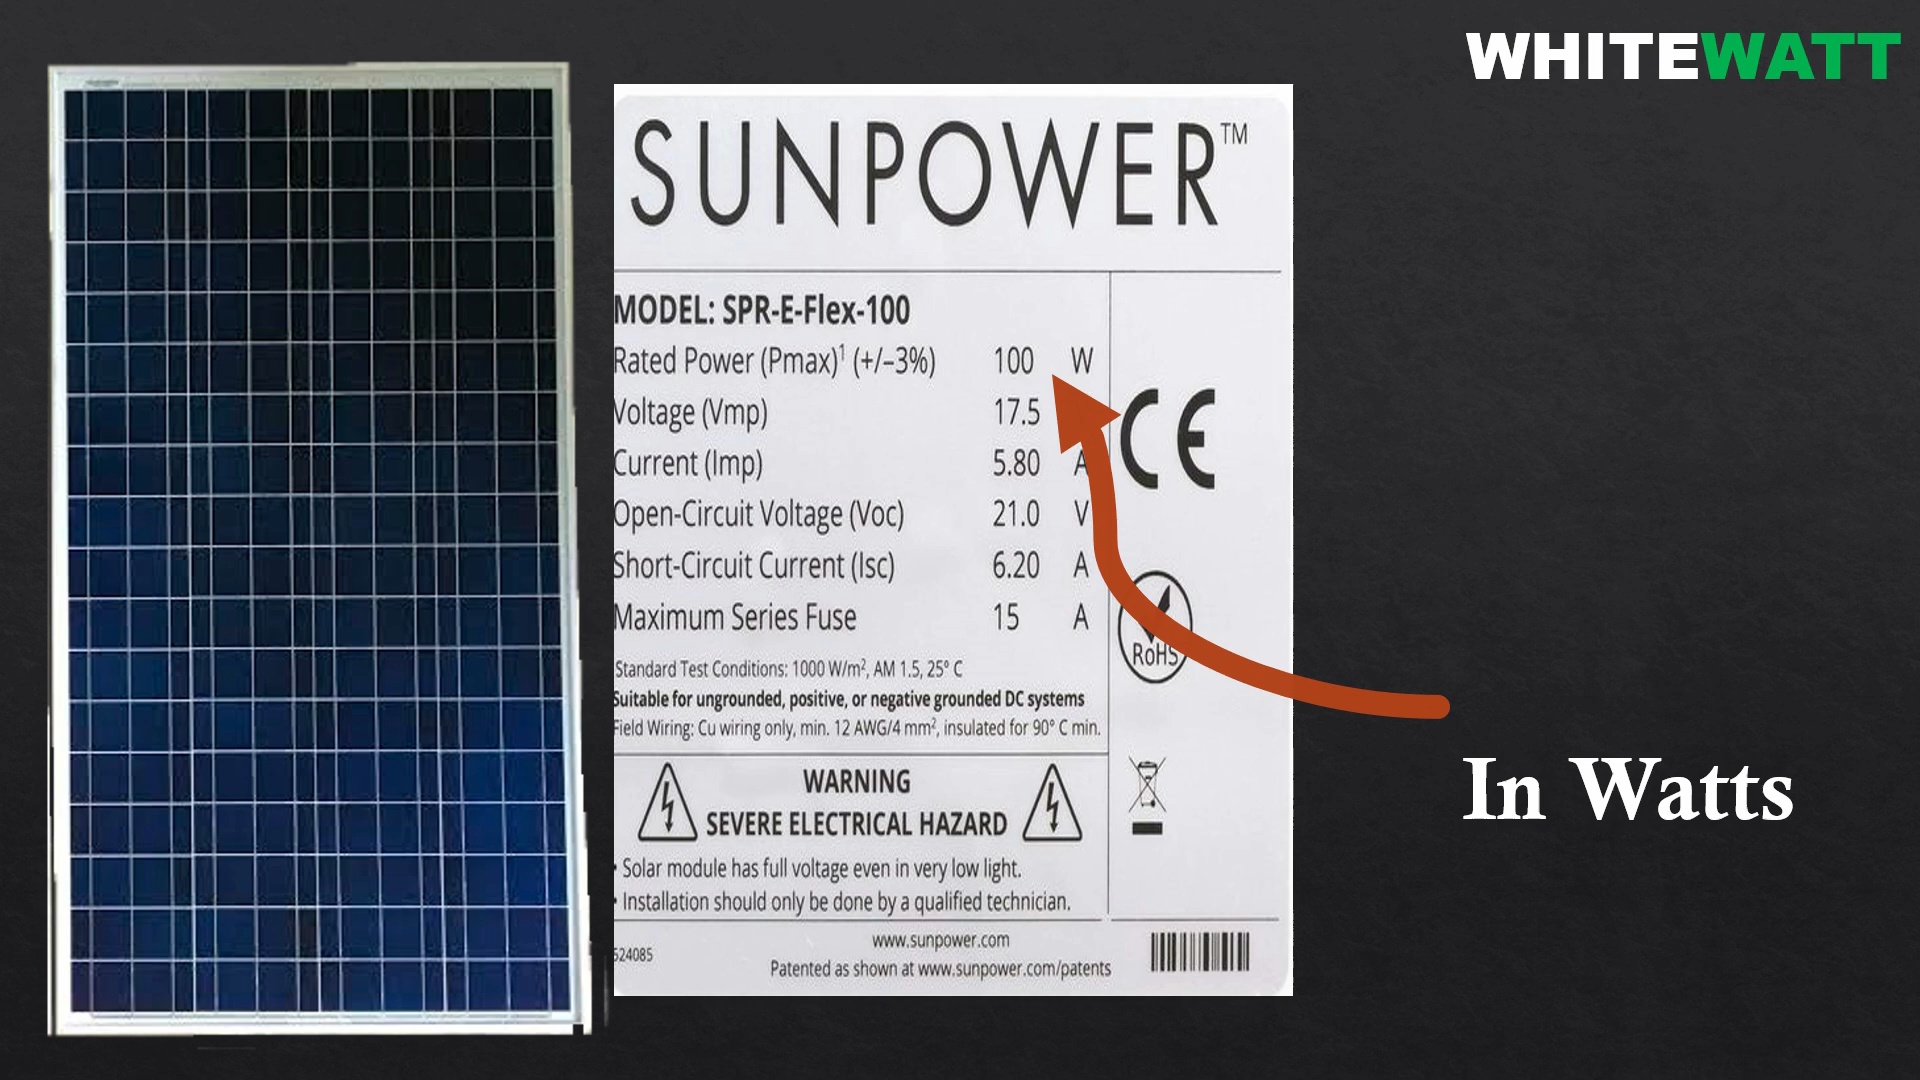 WHITEWATT
SUNPOWER™
MODEL: SPR-E-Flex-100
Rated Power (Pmax)¹ (+/–3%) 100 W
Voltage (Vmp) 17.5
Current (Imp) 5.80 A
Open-Circuit Voltage (Voc) 21.0 V
Short-Circuit Current (Isc) 6.20 A
Maximum Series Fuse 15 A
Standard Test Conditions: 1000 W/m², AM 1.5, 25° C
Suitable for ungrounded, positive, or negative grounded DC systems
Field Wiring: Cu wiring only, min. 12 AWG/4 mm², insulated for 90° C min.
WARNING
SEVERE ELECTRICAL HAZARD
• Solar module has full voltage even in very low light.
• Installation should only be done by a qualified technician.
www.sunpower.com
524085
Patented as shown at www.sunpower.com/patents
CE
RoHS
In Watts